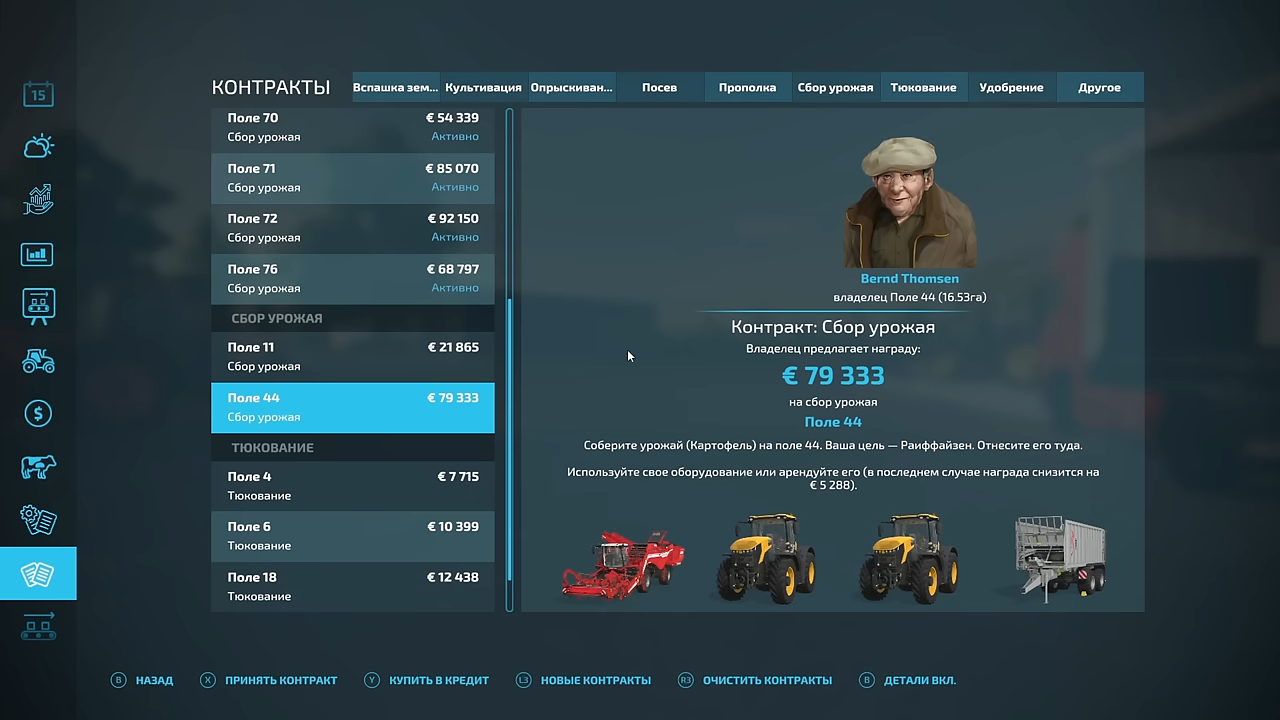 КОНТРАКТЫ
Вспашка зем...
Культивация
Опрыскиван...
Посев
Прополка
Сбор урожая
Тюкование
Удобрение
Другое
15
Поле 70 € 54 339
Сбор урожая Активно
Поле 71 € 85 070
Сбор урожая Активно
Поле 72 € 92 150
Сбор урожая Активно
Поле 76 € 68 797
Сбор урожая Активно
СБОР УРОЖАЯ
Поле 11 € 21 865
Сбор урожая
Поле 44 € 79 333
Сбор урожая
ТЮКОВАНИЕ
Поле 4 € 7 715
Тюкование
Поле 6 € 10 399
Тюкование
Поле 18 € 12 438
Тюкование
Bernd Thomsen
владелец Поле 44 (16.53га)
Контракт: Сбор урожая
Владелец предлагает награду:
€ 79 333
на сбор урожая
Поле 44
Соберите урожай (Картофель) на поле 44. Ваша цель — Раиффайзен. Отнесите его туда.
Используйте свое оборудование или арендуйте его (в последнем случае награда снизится на
€ 5 288).
B НАЗАД
X ПРИНЯТЬ КОНТРАКТ
Y КУПИТЬ В КРЕДИТ
L3 НОВЫЕ КОНТРАКТЫ
R3 ОЧИСТИТЬ КОНТРАКТЫ
B ДЕТАЛИ ВКЛ.